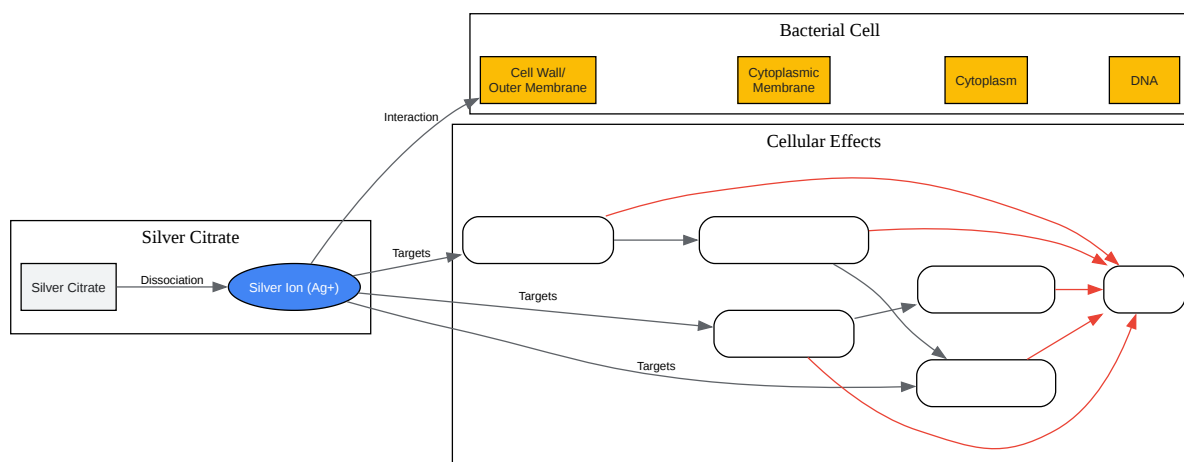 Bacterial Cell
Cell Wall/
Outer Membrane
Cytoplasmic
Membrane
Cytoplasm
DNA
Interaction
Cellular Effects
Silver Citrate
Silver Citrate
Dissociation
Silver Ion (Ag+)
Targets
Targets
Targets